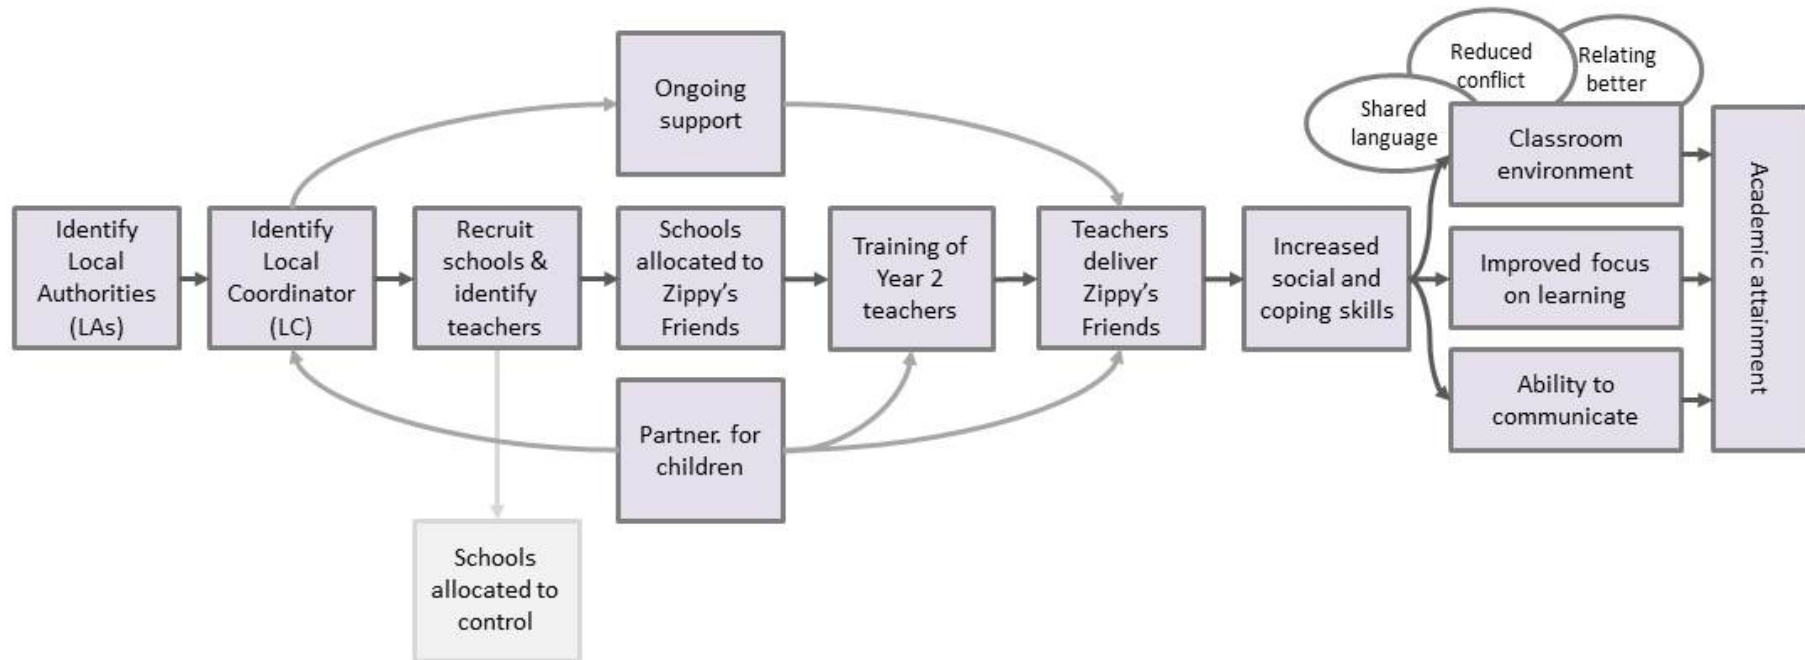 Ongoing
support
Reduced
conflict
Relating
better
Shared
language
Classroom
environment
Identify
Local
Authorities
(LAs)
Identify
Local
Coordinator
(LC)
Recruit
schools &
identify
teachers
Schools
allocated to
Zippy's
Friends
Training of
Year 2
teachers
Teachers
deliver
Zippy's
Friends
Increased
social and
coping skills
Improved focus
on learning
Ability to
communicate
Academic attainment
Partner. for
children
Schools
allocated to
control